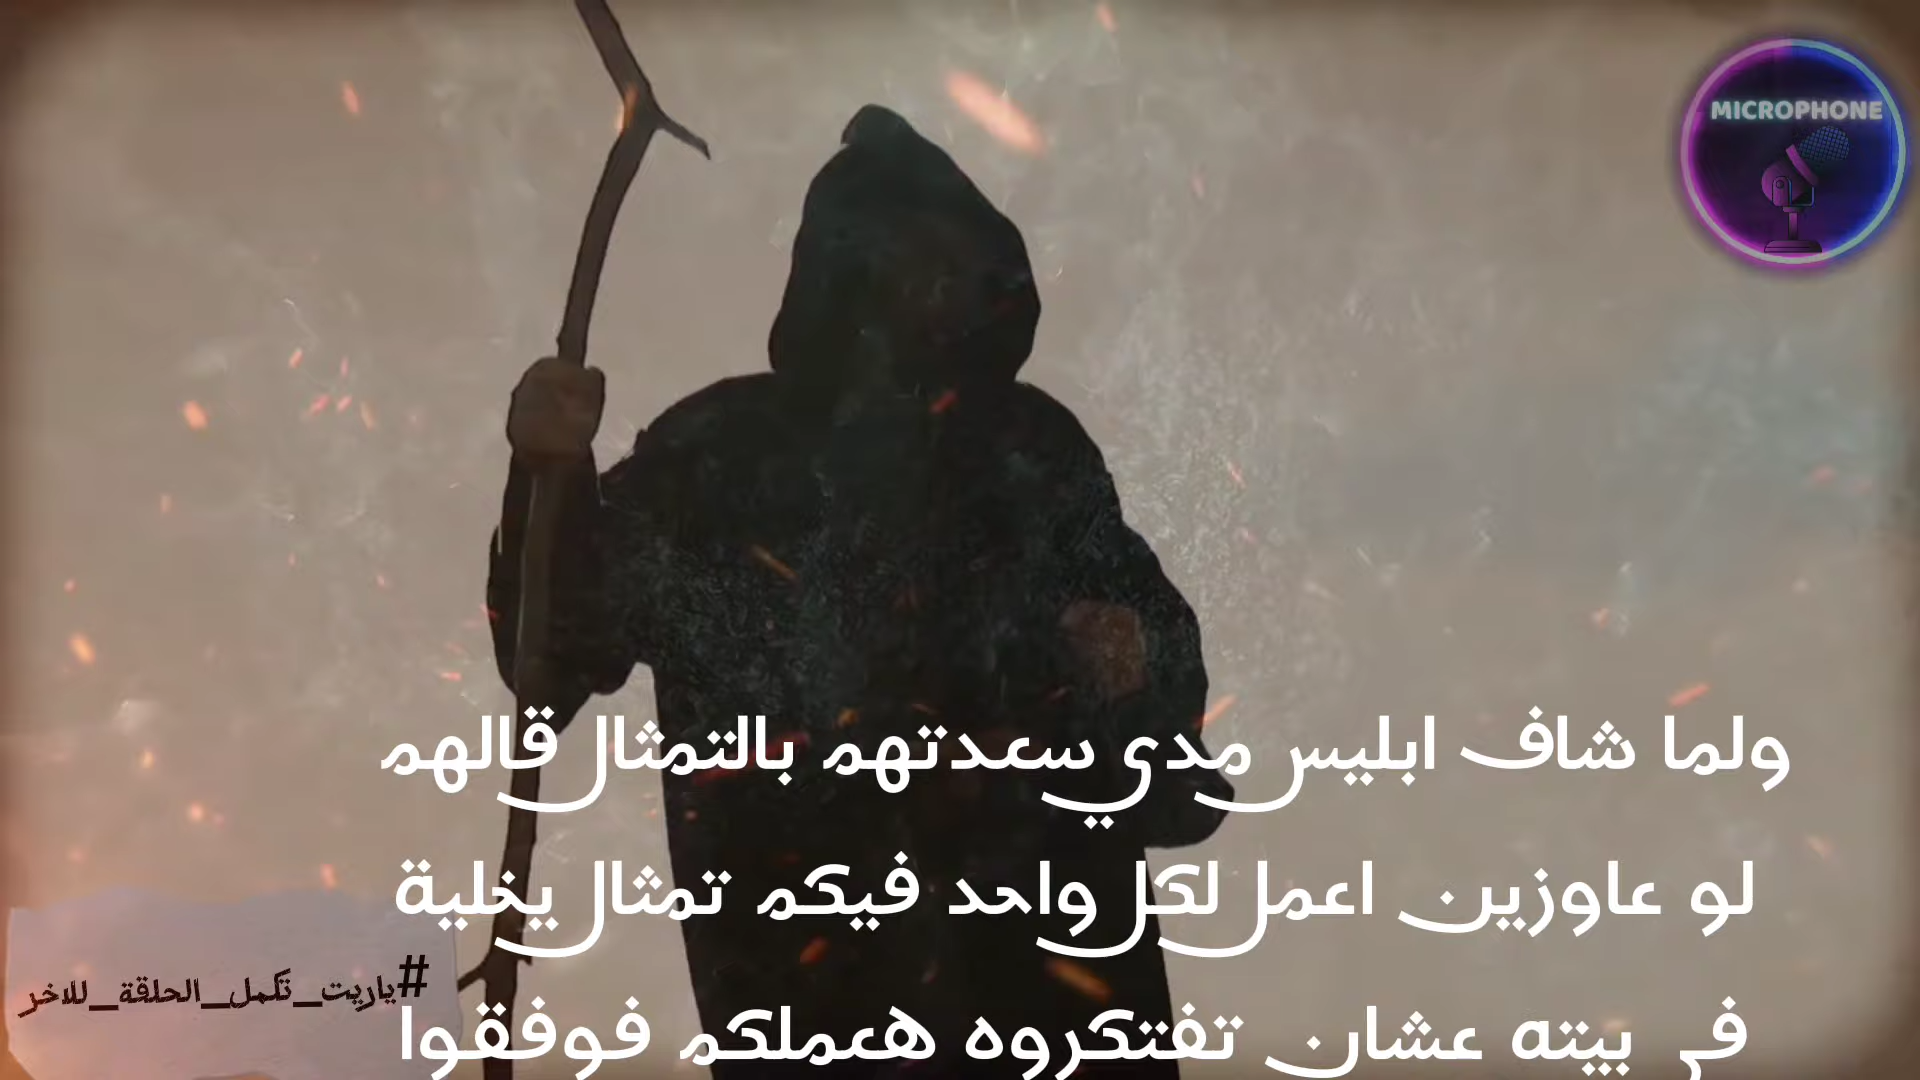 MICROPHONE
ولما شاف ابليس مدي سعدتهم بالتمثال قالهم
لو عاوزين اعمل لكل واحد فيكم تمثال يخلية
في بيته عشان تفتكروه هعملكم فوفقوا
#ياريت_تكمل_الحلقة_للاخر